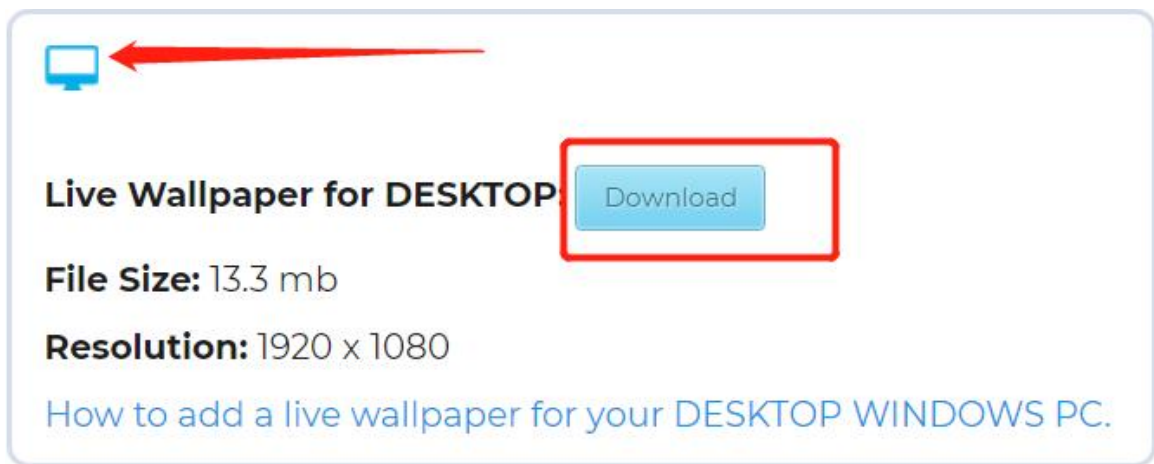 Live Wallpaper for DESKTOP: Download
File Size: 13.3 mb
Resolution: 1920 x 1080
How to add a live wallpaper for your DESKTOP WINDOWS PC.